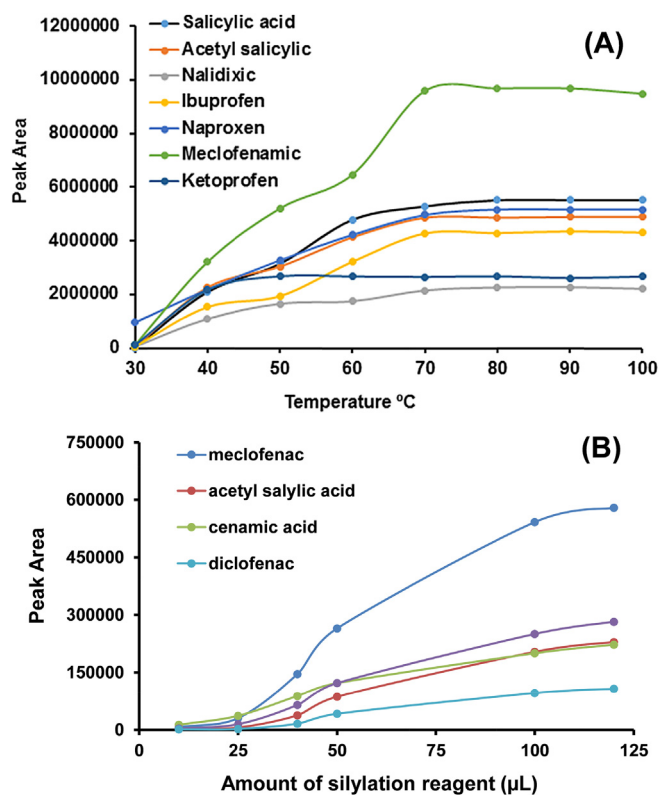 12000000
10000000
8000000
6000000
4000000
2000000
0
Peak Area
Salicylic acid
Acetyl salicylic
Nalidixic
Ibuprofen
Naproxen
Meclofenamic
Ketoprofen
(A)
30 40 50 60 70 80 90 100
Temperature ºC
750000
600000
450000
300000
150000
0
Peak Area
meclofenac
acetyl salylic acid
cenamic acid
diclofenac
(B)
0 25 50 75 100 125
Amount of silylation reagent (µL)